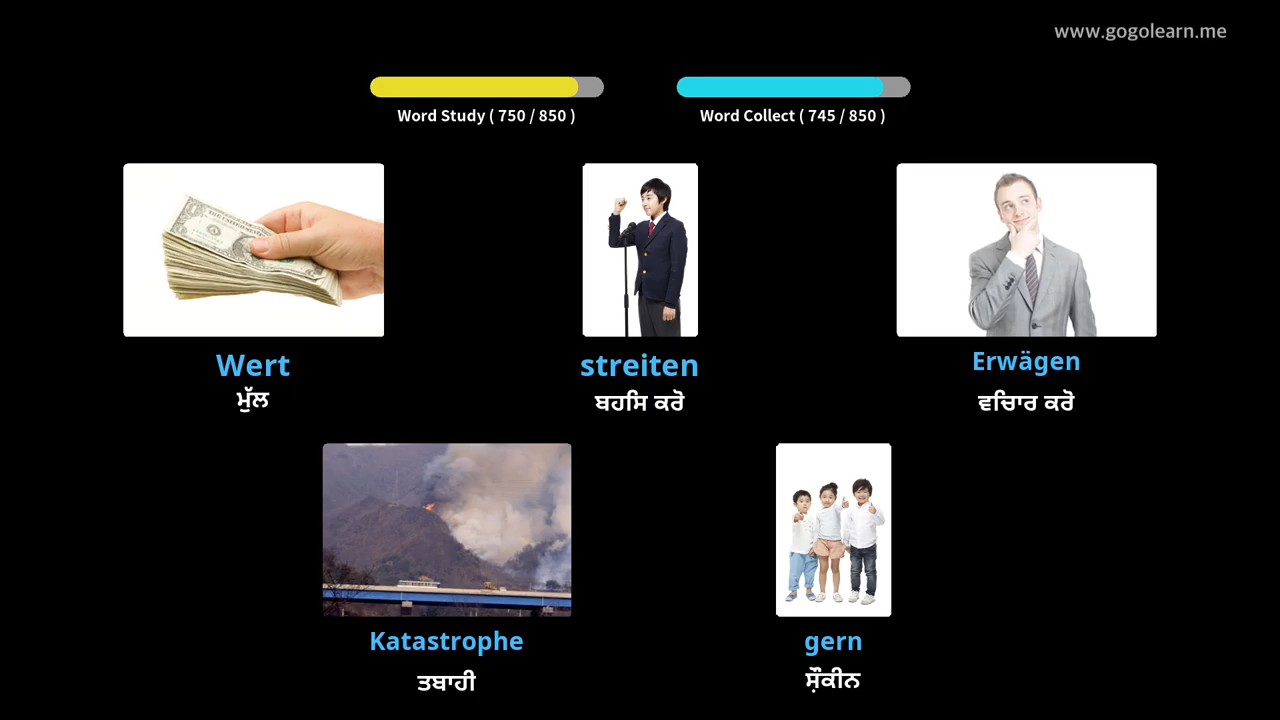 www.gogolearn.me
Word Study ( 750 / 850 )
Word Collect ( 745 / 850 )
Wert
ਮੁੱਲ
streiten
ਬਹਸਿ ਕਰੋ
Erwägen
ਵਚਿਾਰ ਕਰੋ
Katastrophe
ਤਬਾਹੀ
gern
ਸ਼ੌਕੀਨ